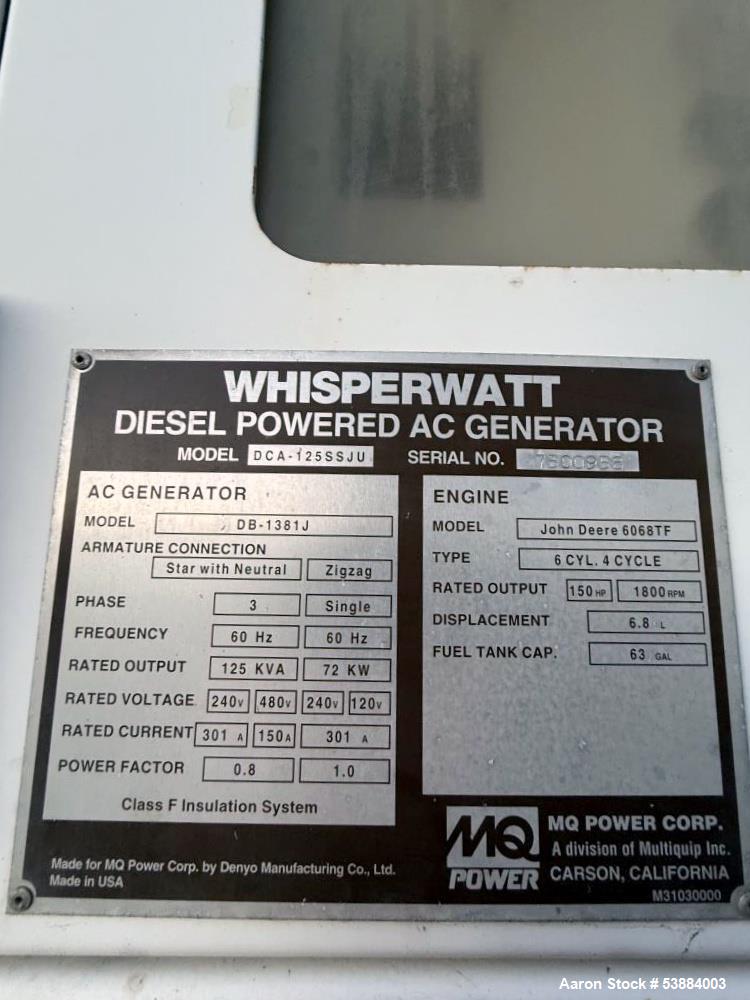 WHISPERWATT
DIESEL POWERED AC GENERATOR
MODEL DCA-125SSJU SERIAL NO.
AC GENERATOR
MODEL DB-1381J
ARMATURE CONNECTION
Star with Neutral Zigzag
PHASE 3 Single
FREQUENCY 60 Hz 60 Hz
RATED OUTPUT 125 KVA 72 KW
RATED VOLTAGE 240V 480V 240V 120V
RATED CURRENT 301 A 150A 301 A
POWER FACTOR 0.8 1.0
Class F Insulation System
ENGINE
MODEL John Deere 6068TF
TYPE 6 CYL. 4 CYCLE
RATED OUTPUT 150 HP 1800 RPM
DISPLACEMENT 6.8 L
FUEL TANK CAP. 63 GAL
Made for MQ Power Corp. by Denyo Manufacturing Co., Ltd.
Made in USA
MQ
POWER
MQ POWER CORP.
A division of Multiquip Inc.
CARSON, CALIFORNIA
M31030000
Aaron Stock # 53884003